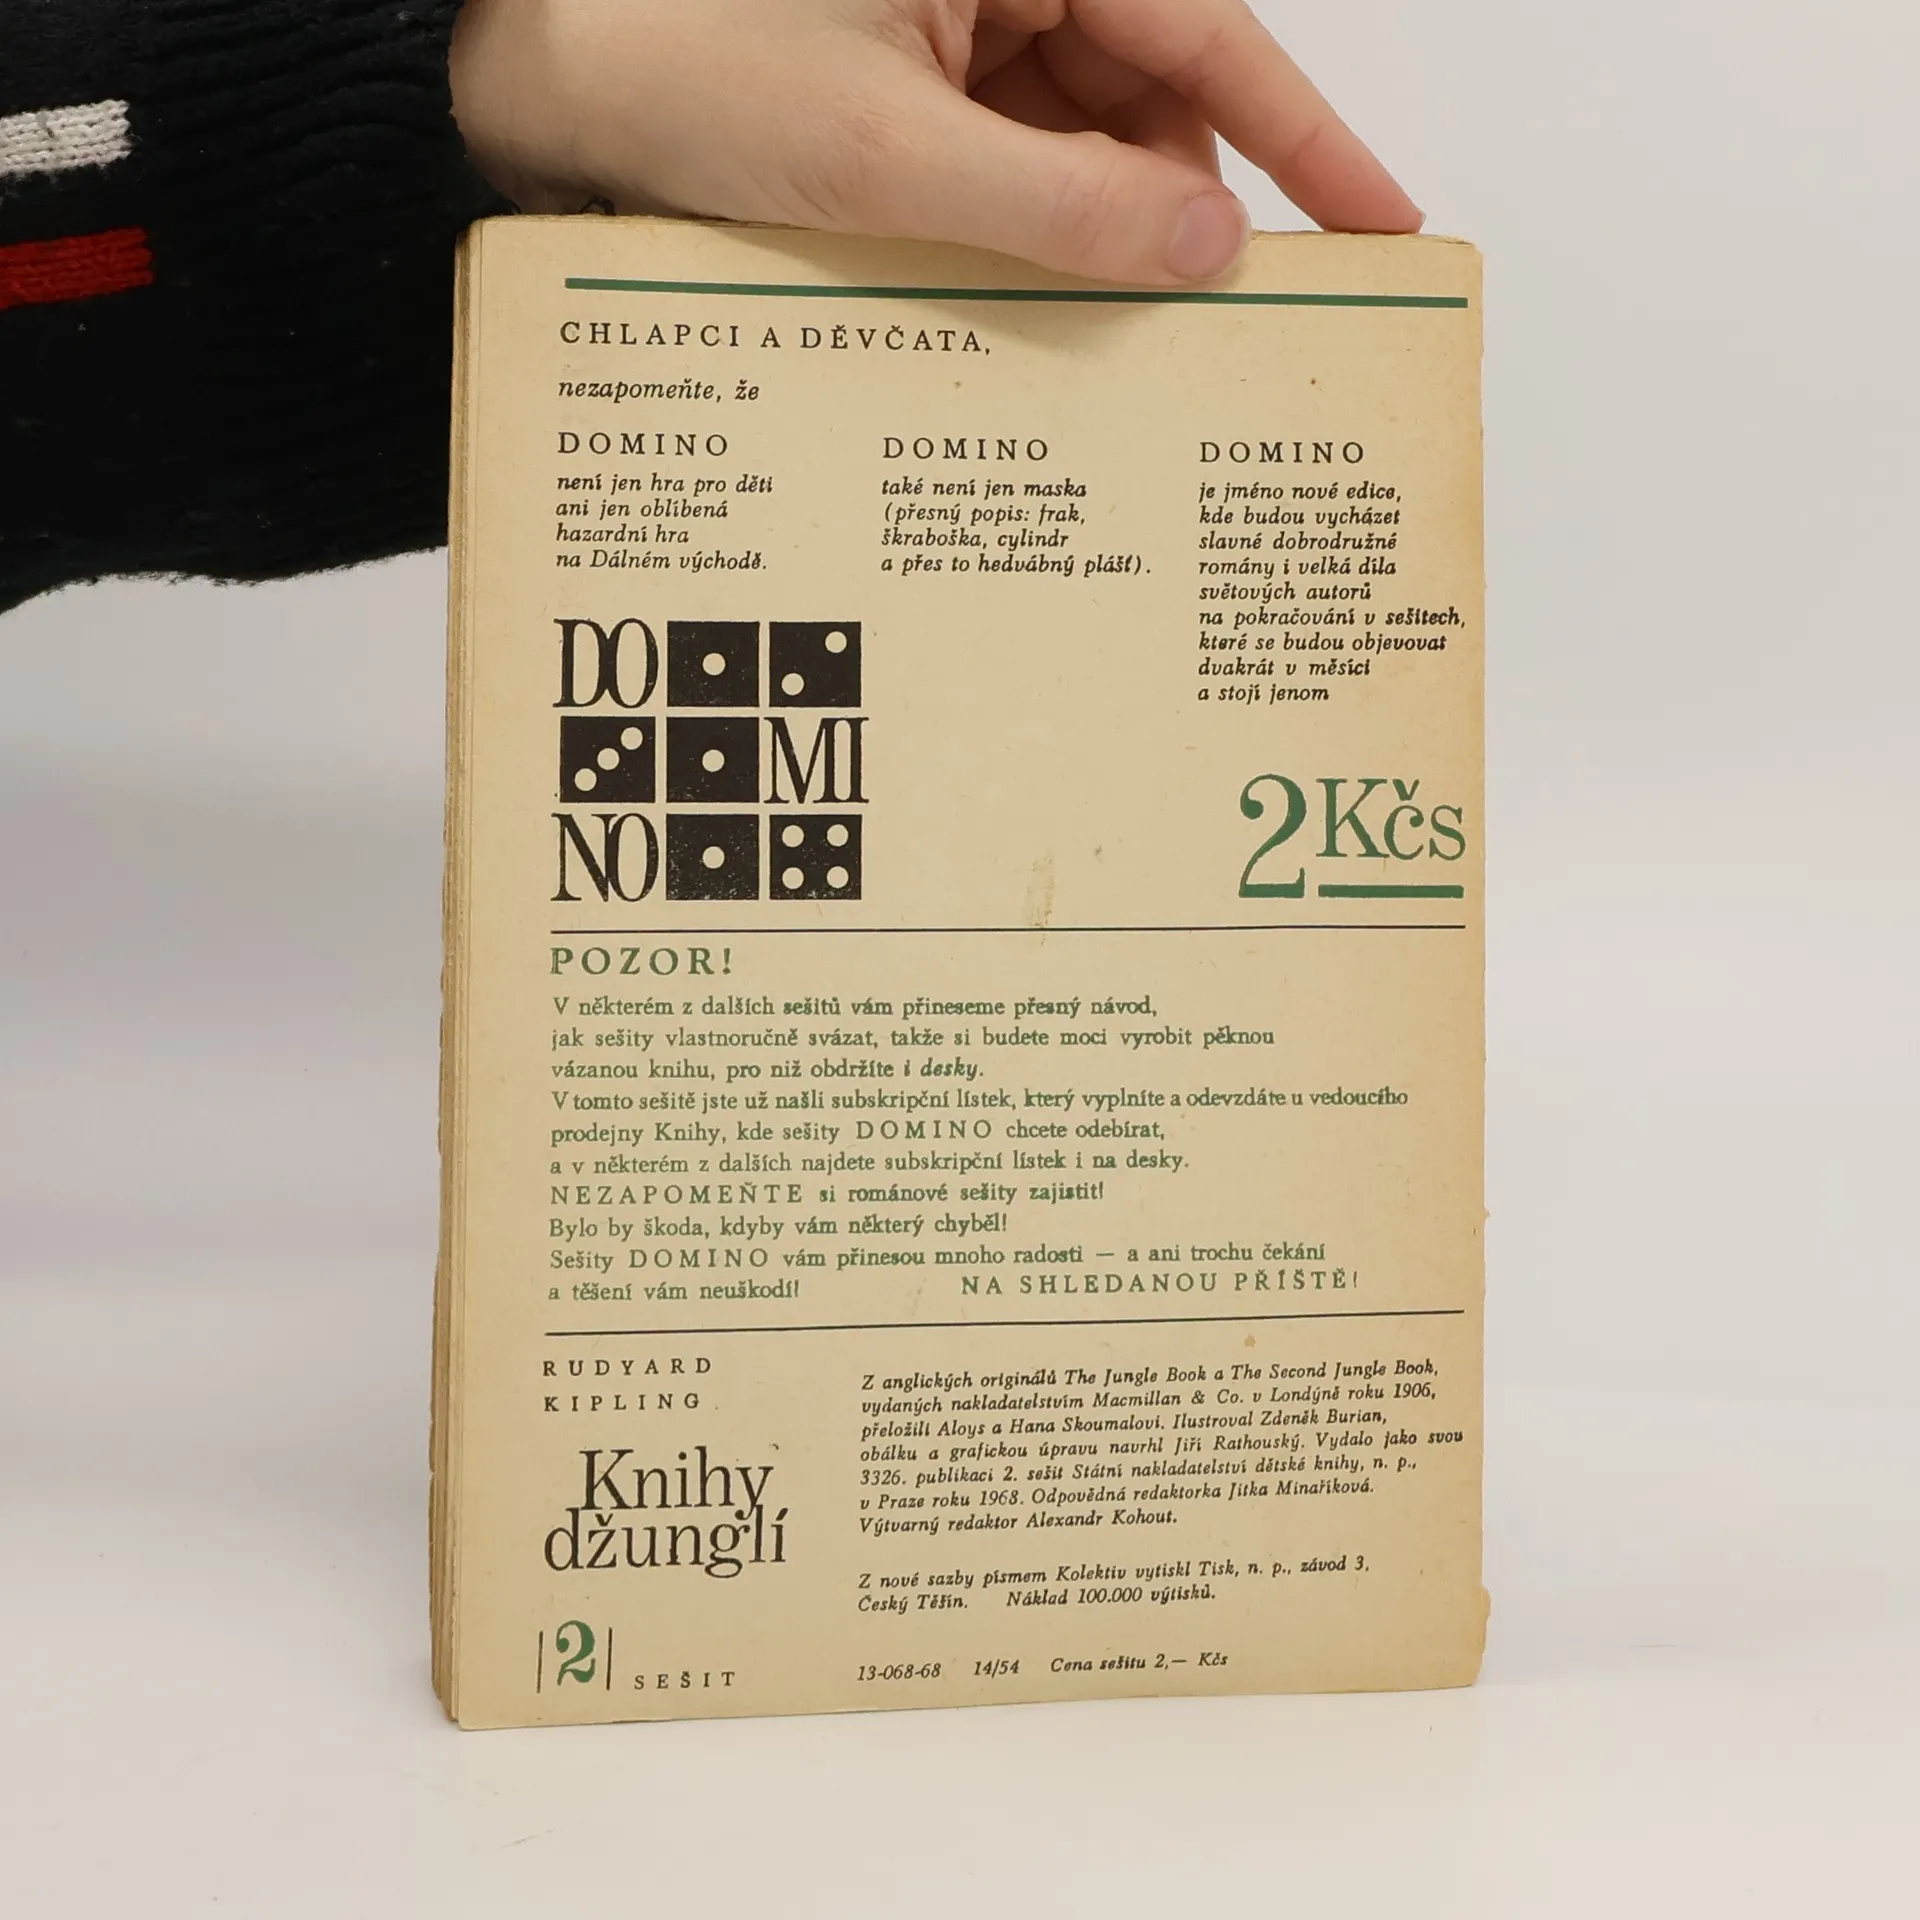 CHLAPCI A DĚVČATA,
nezapomeňte, že
DOMINO
není jen hra pro děti
ani jen oblíbená
hazardní hra
na Dálném východě.
DOMINO
také není jen maska
(přesný popis: frak,
škraboška, cylindr
a přes to hedvábný plášť).
DOMINO
je jméno nové edice,
kde budou vycházet
slavné dobrodružné
romány i velká díla
světových autorů
na pokračování v sešitech,
které se budou objevovat
dvakrát v měsíci
a stojí jenom
DO
MI
NO
2 Kčs
POZOR!
V některém z dalších sešitů vám přineseme přesný návod,
jak sešity vlastnoručně svázat, takže si budete moci vyrobit pěknou
vázanou knihu, pro niž obdržíte i desky.
V tomto sešitě jste už našli subskripční lístek, který vyplníte a odevzdáte u vedoucího
prodejny Knihy, kde sešity DOMINO chcete odebírat,
a v některém z dalších najdete subskripční lístek i na desky.
NEZAPOMEŇTE si románové sešity zajistit!
Bylo by škoda, kdyby vám některý chyběl!
Sešity DOMINO vám přinesou mnoho radosti — a ani trochu čekání
a těšení vám neuškodí! NA SHLEDANOU PŘÍŠTĚ!
RUDYARD
KIPLING
Knihy
džunglí
|2| SEŠIT
Z anglických originálů The Jungle Book a The Second Jungle Book,
vydaných nakladatelstvím Macmillan & Co. v Londýně roku 1906,
přeložili Aloys a Hana Skoumalovi. Ilustroval Zdeněk Burian,
obálku a grafickou úpravu navrhl Jiří Rathouský. Vydalo jako svou
3326. publikaci 2. sešit Státní nakladatelství dětské knihy, n. p.,
v Praze roku 1968. Odpovědná redaktorka Jitka Minaříková.
Výtvarný redaktor Alexandr Kohout.
Z nové sazby písmem Kolektiv vytiskl Tisk, n. p., závod 3,
Český Těšín. Náklad 100.000 výtisků.
13-068-68 14/54 Cena sešitu 2,— Kčs